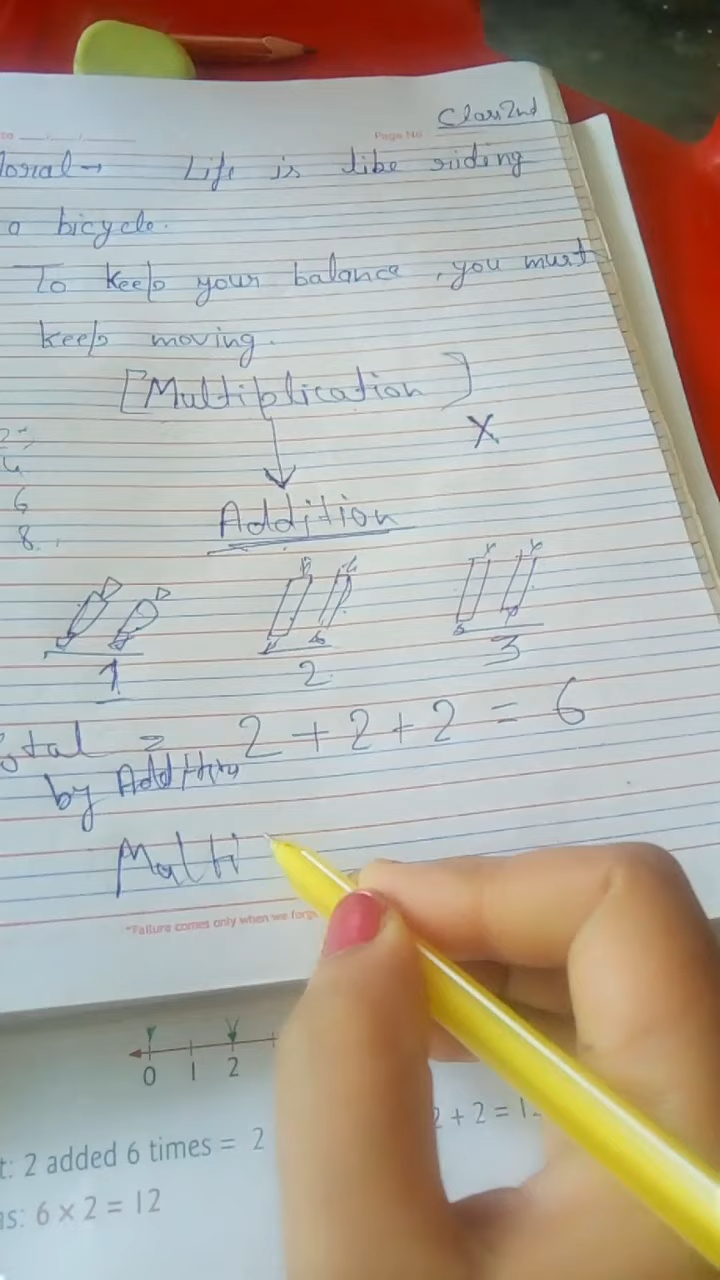 Page No
Class 2nd
Moral → Life is like riding
a bicycle.
To keep your balance, you must
keep moving.
[Multiplication]
X
4
6
8
Addition
1 2 3
Total = 2 + 2 + 2 = 6
by Addition
Multi
"Failure comes only when we forg
0 1 2
t: 2 added 6 times = 2 2 + 2 = 1
ns: 6 × 2 = 12